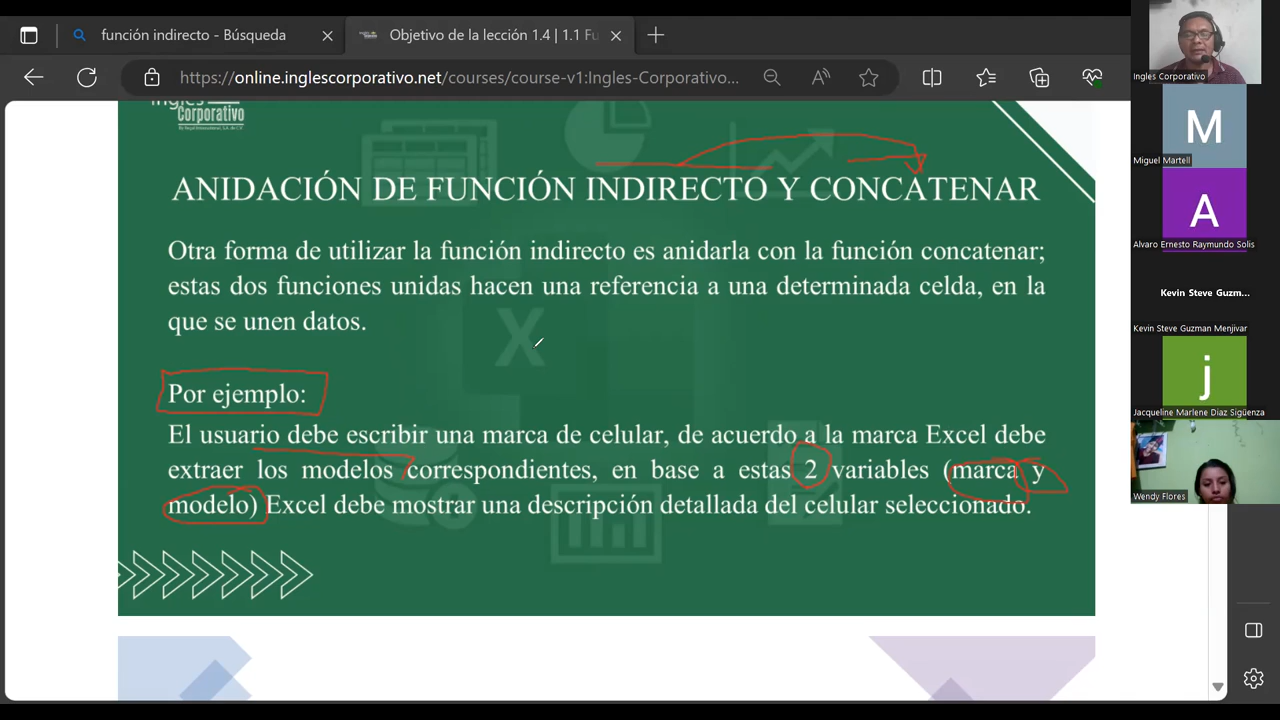 función indirecto - Búsqueda
Objetivo de la lección 1.4 | 1.1 Fu
https://online.inglescorporativo.net/courses/course-v1:Ingles-Corporativo...
Ingles Corporativo
Corporativo
ANIDACIÓN DE FUNCIÓN INDIRECTO Y CONCATENAR
Otra forma de utilizar la función indirecto es anidarla con la función concatenar;
estas dos funciones unidas hacen una referencia a una determinada celda, en la
que se unen datos.
Por ejemplo:
El usuario debe escribir una marca de celular, de acuerdo a la marca Excel debe
extraer los modelos correspondientes, en base a estas 2 variables (marca y
modelo) Excel debe mostrar una descripción detallada del celular seleccionado.
X
M
Miguel Martell
A
Alvaro Ernesto Raymundo Solis
Kevin Steve Guzm...
Kevin Steve Guzman Menjivar
j
Jacqueline Marlene Diaz Sigüenza
Wendy Flores